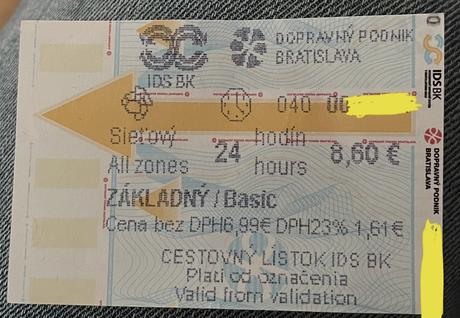 IDS BK
DOPRAVNÝ PODNIK
BRATISLAVA
040 00
Sieťový
All zones
24
hodín
hours
8,60 €
ZÁKLADNÝ / Basic
Cena bez DPH6,99€ DPH23% 1,61€
CESTOVNÝ LÍSTOK IDS BK
Platí od označenia
Valid from validation
0
IDS BK
DOPRAVNÝ PODNIK
BRATISLAVA